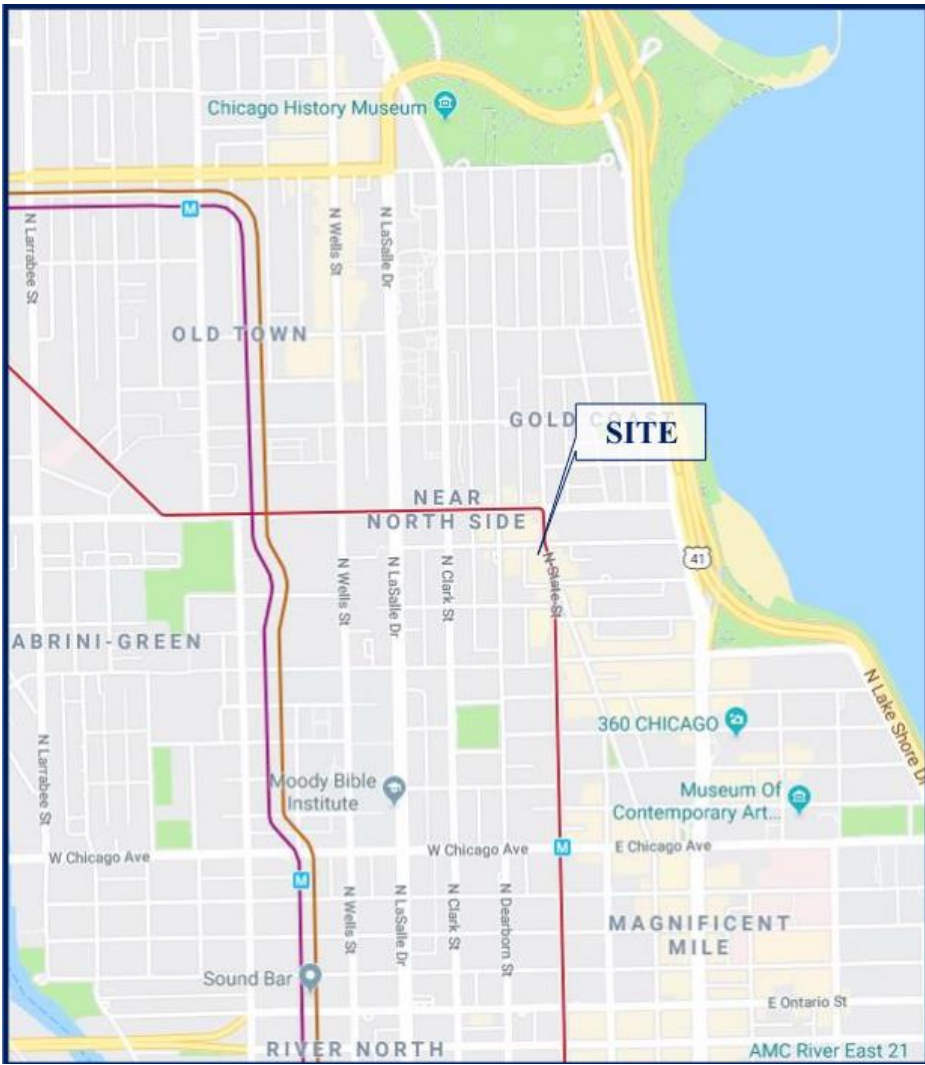 Chicago History Museum
N Larrabee St
N Wells St
N LaSalle Dr
OLD TOWN
GOLD COAST
SITE
NEAR
NORTH SIDE
N Wells St
N LaSalle Dr
N Clark St
N State St
41
ABRINI-GREEN
N Lake Shore Dr
360 CHICAGO
N Larrabee St
Moody Bible
Institute
Museum Of
Contemporary Art...
W Chicago Ave
M
W Chicago Ave
M
E Chicago Ave
M
N Wells St
N LaSalle Dr
N Clark St
N Dearborn St
MAGNIFICENT
MILE
Sound Bar
E Ontario St
RIVER NORTH
AMC River East 21